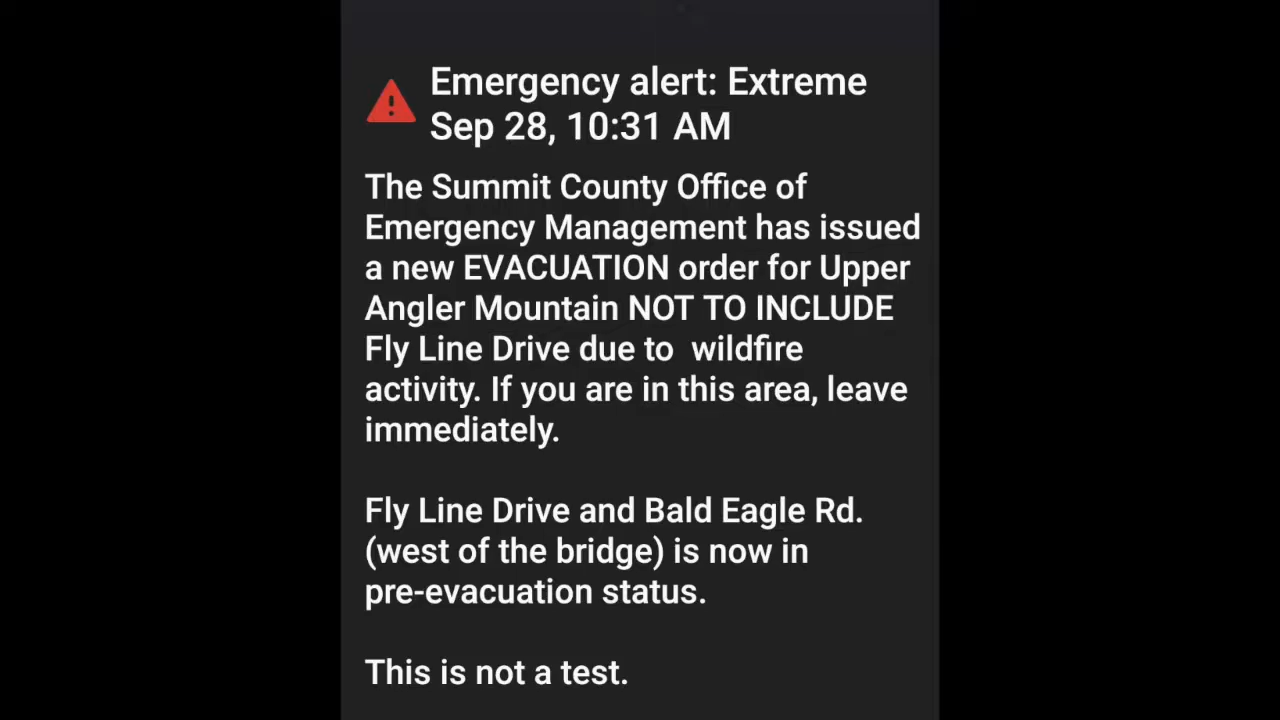 Emergency alert: Extreme
Sep 28, 10:31 AM
The Summit County Office of
Emergency Management has issued
a new EVACUATION order for Upper
Angler Mountain NOT TO INCLUDE
Fly Line Drive due to  wildfire
activity. If you are in this area, leave
immediately.
Fly Line Drive and Bald Eagle Rd.
(west of the bridge) is now in
pre-evacuation status.
This is not a test.